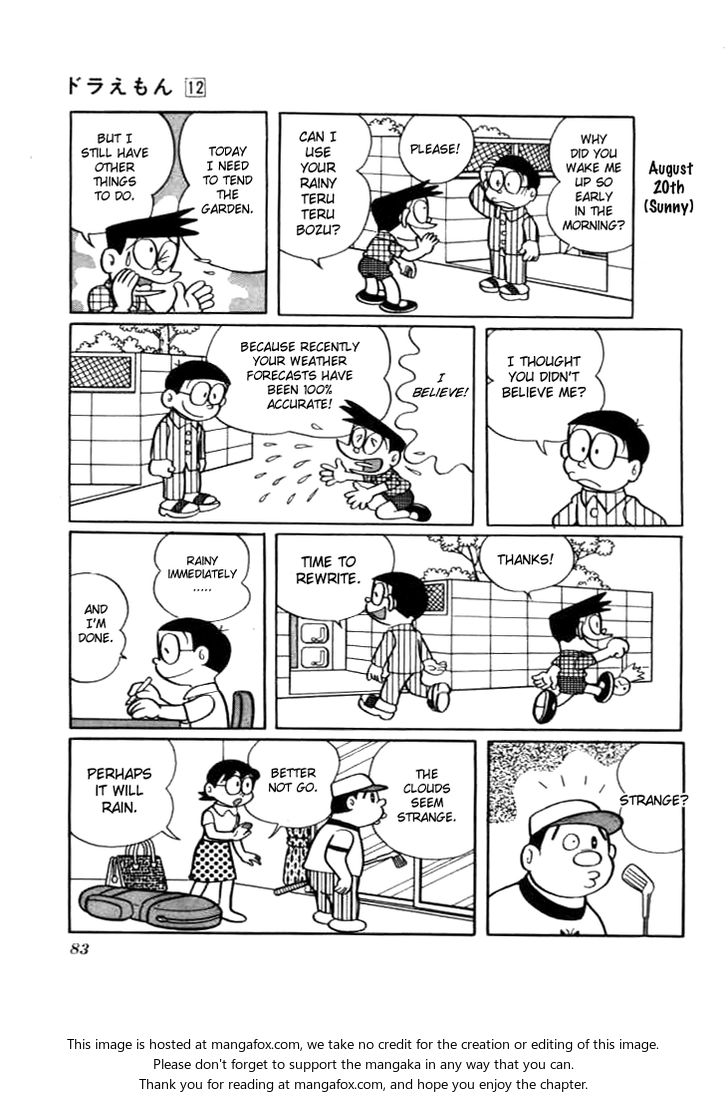 ドラえもん 12
August
20th
(Sunny)
WHY
DID YOU
WAKE ME
UP SO
EARLY
IN THE
MORNING?
PLEASE!
CAN I
USE
YOUR
RAINY
TERU
TERU
BOZU?
TODAY
I NEED
TO TEND
THE
GARDEN.
BUT I
STILL HAVE
OTHER
THINGS
TO DO.
I THOUGHT
YOU DIDN'T
BELIEVE ME?
I
BELIEVE!
BECAUSE RECENTLY
YOUR WEATHER
FORECASTS HAVE
BEEN 100%
ACCURATE!
THANKS!
TIME TO
REWRITE.
RAINY
IMMEDIATELY
.....
AND
I'M
DONE.
STRANGE?
THE
CLOUDS
SEEM
STRANGE.
BETTER
NOT GO.
PERHAPS
IT WILL
RAIN.
83
This image is hosted at mangafox.com, we take no credit for the creation or editing of this image.
Please don't forget to support the mangaka in any way that you can.
Thank you for reading at mangafox.com, and hope you enjoy the chapter.